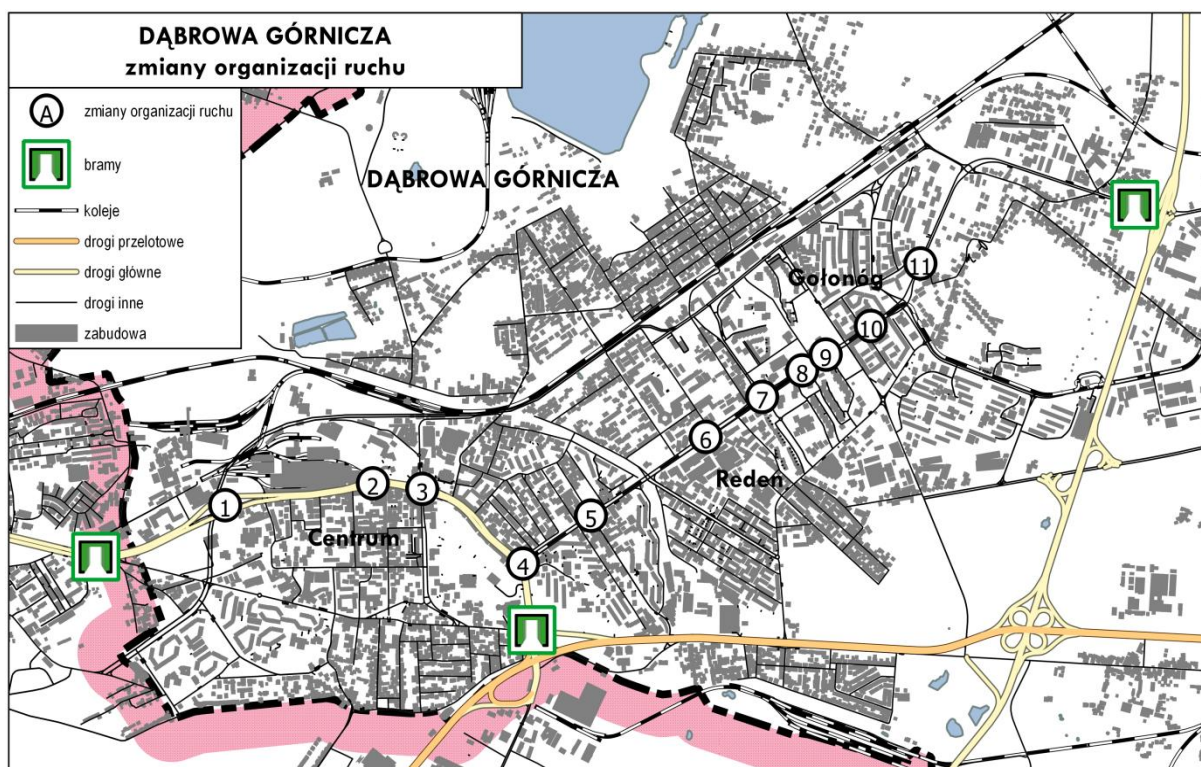 DĄBROWA GÓRNICZA
zmiany organizacji ruchu
A zmiany organizacji ruchu
bramy
koleje
drogi przelotowe
drogi główne
drogi inne
zabudowa
DĄBROWA GÓRNICZA
Gołonóg
11
10
9
8
7
6
Reden
5
1
2
3
Centrum
4